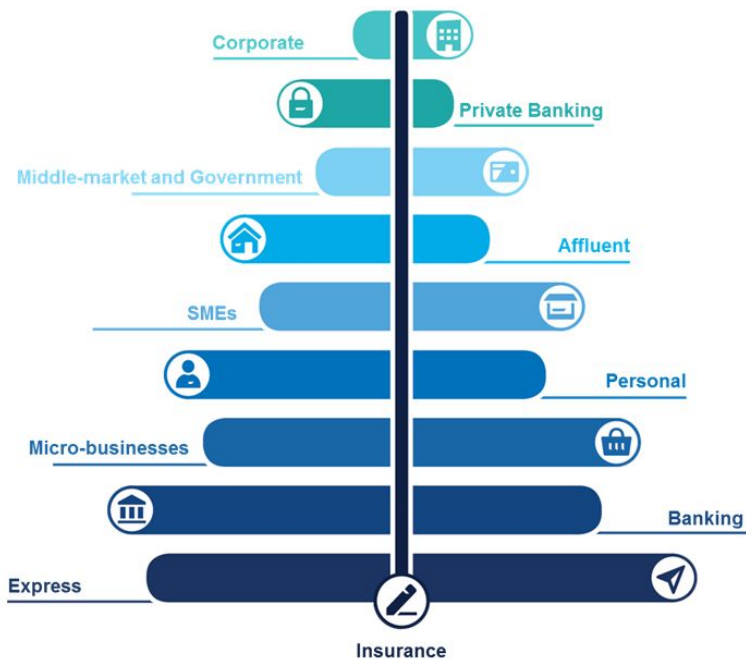 Corporate
Private Banking
Middle-market and Government
Affluent
SMEs
Personal
Micro-businesses
Banking
Express
Insurance